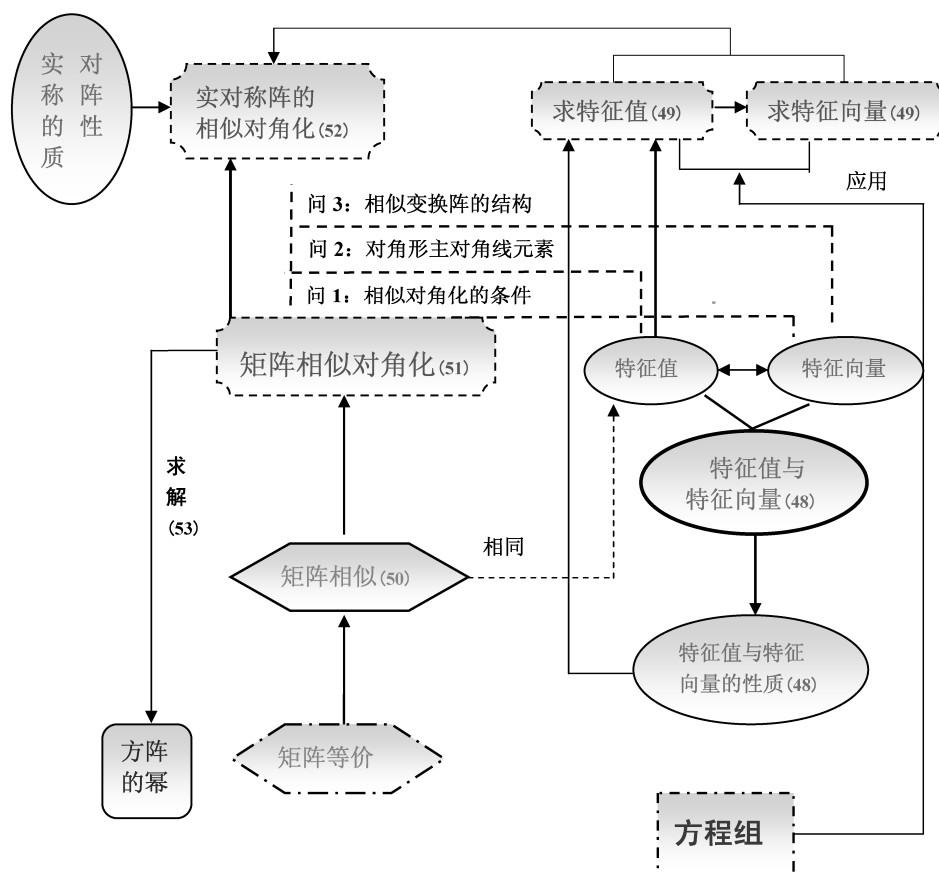 实 对
称 阵
的 性
质
实对称阵的
相似对角化(52)
求特征值(49)
求特征向量(49)
应用
问 3：相似变换阵的结构
问 2：对角形主对角线元素
问 1：相似对角化的条件
矩阵相似对角化(51)
特征值
特征向量
求
解
(53)
特征值与
特征向量(48)
相同
矩阵相似(50)
特征值与特征
向量的性质(48)
方阵
的幂
矩阵等价
方程组